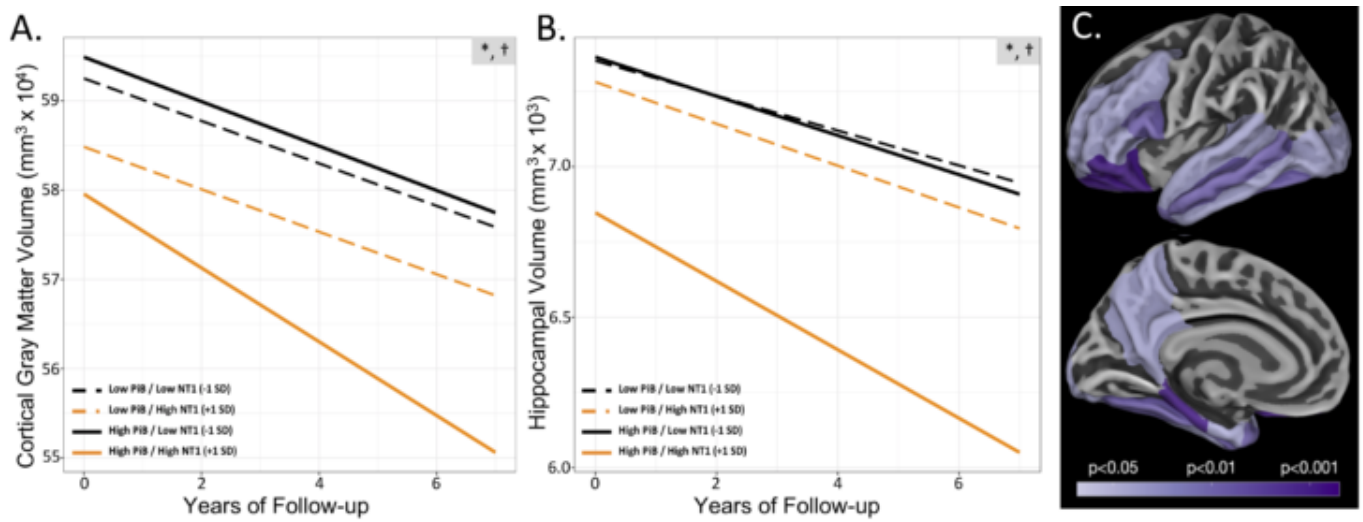 A.
*, †
Cortical Gray Matter Volume (mm³ x 10⁴)
59
58
57
56
55
Low PiB / Low NT1 (-1 SD)
Low PiB / High NT1 (+1 SD)
High PiB / Low NT1 (-1 SD)
High PiB / High NT1 (+1 SD)
0 2 4 6
Years of Follow-up
B.
*, †
Hippocampal Volume (mm³ x 10³)
7.0
6.5
6.0
Low PiB / Low NT1 (-1 SD)
Low PiB / High NT1 (+1 SD)
High PiB / Low NT1 (-1 SD)
High PiB / High NT1 (+1 SD)
0 2 4 6
Years of Follow-up
C.
p<0.05 p<0.01 p<0.001